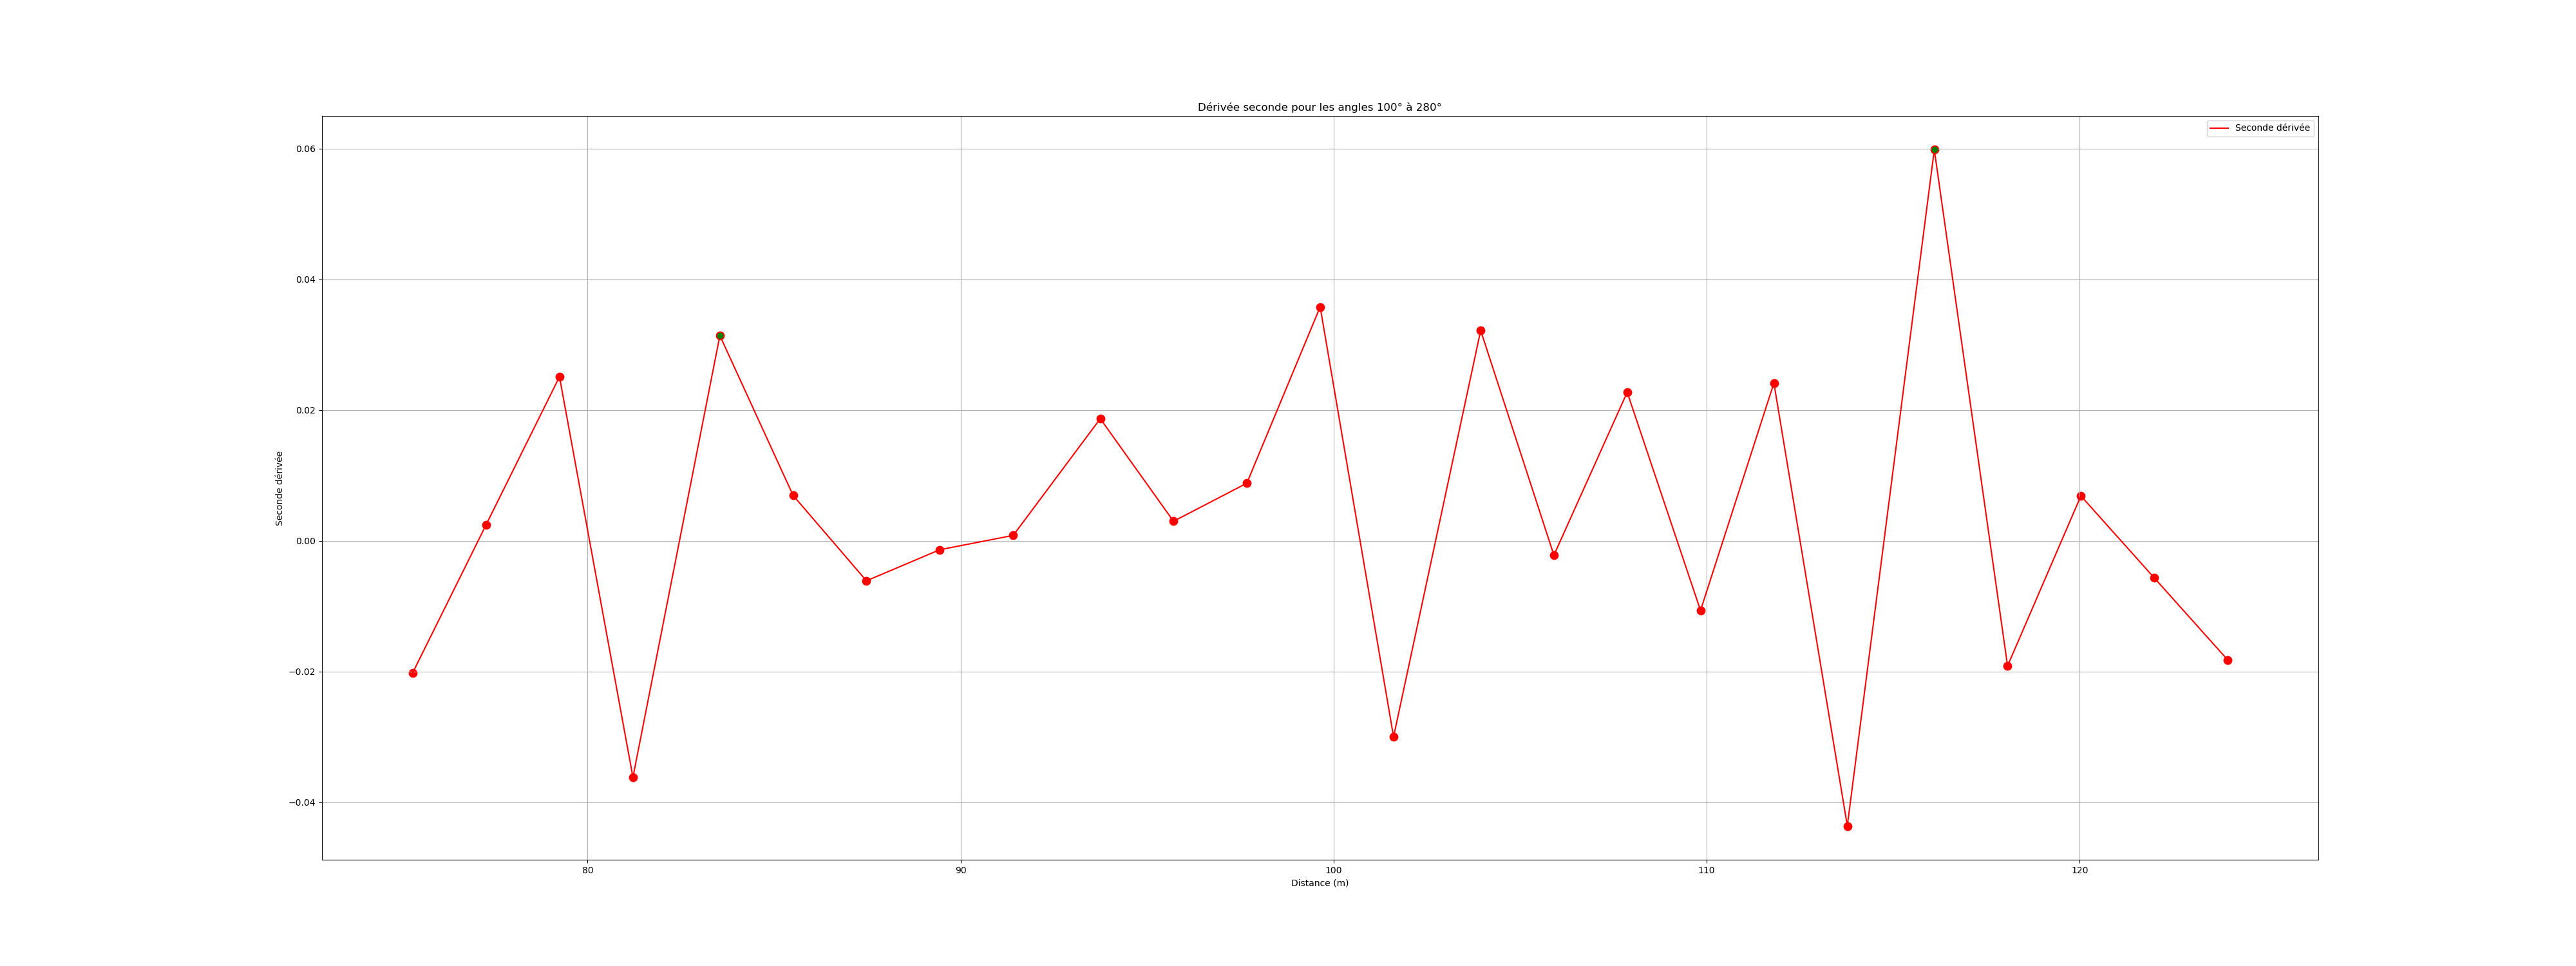 Dérivée seconde pour les angles 100° à 280°
Seconde dérivée
0.06
0.04
0.02
0.00
−0.02
−0.04
Seconde dérivée
80
90
100
110
120
Distance (m)